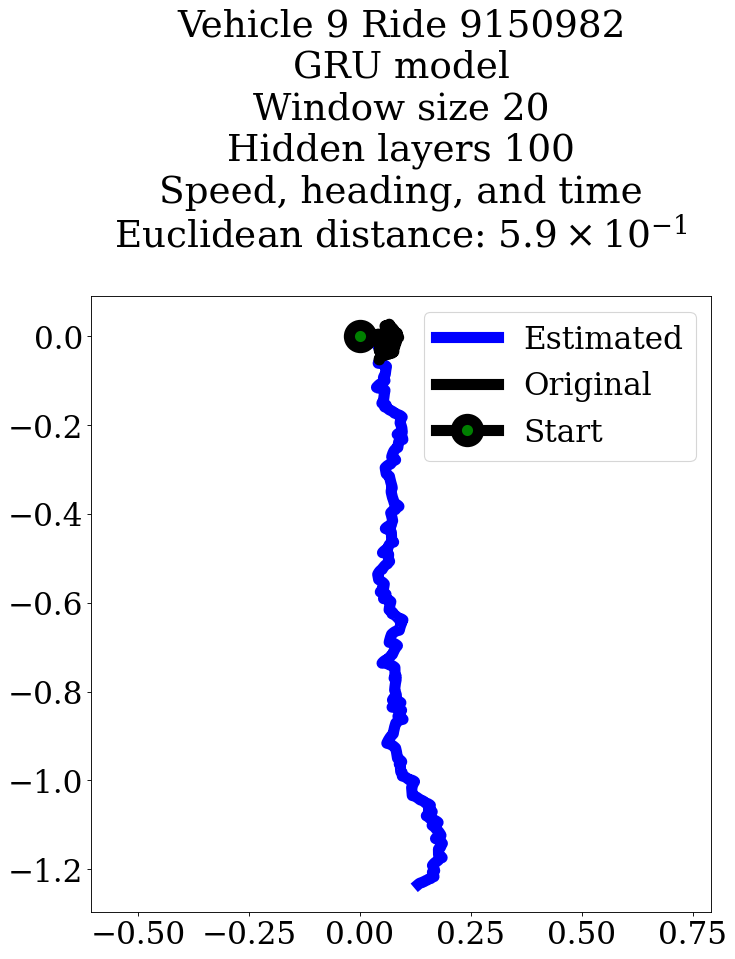 Vehicle 9 Ride 9150982
GRU model
Window size 20
Hidden layers 100
Speed, heading, and time
Euclidean distance: 5.9 × 10⁻¹
Estimated
Original
Start
0.0
−0.2
−0.4
−0.6
−0.8
−1.0
−1.2
−0.50 −0.25 0.00 0.25 0.50 0.75